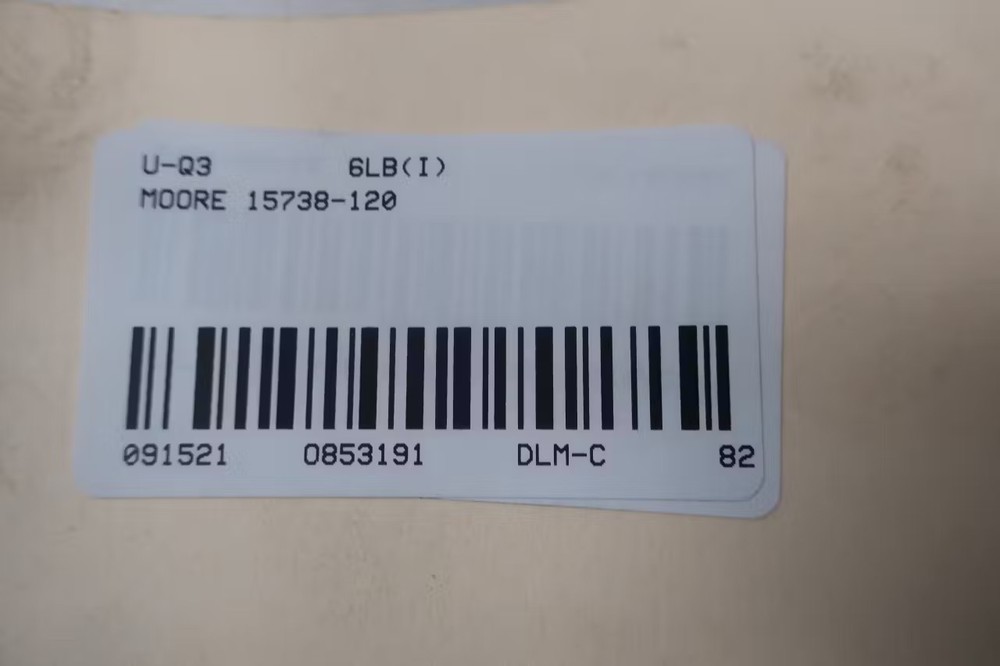 U-Q3 6LB(I)
MOORE 15738-120
091521 0853191 DLM-C 82